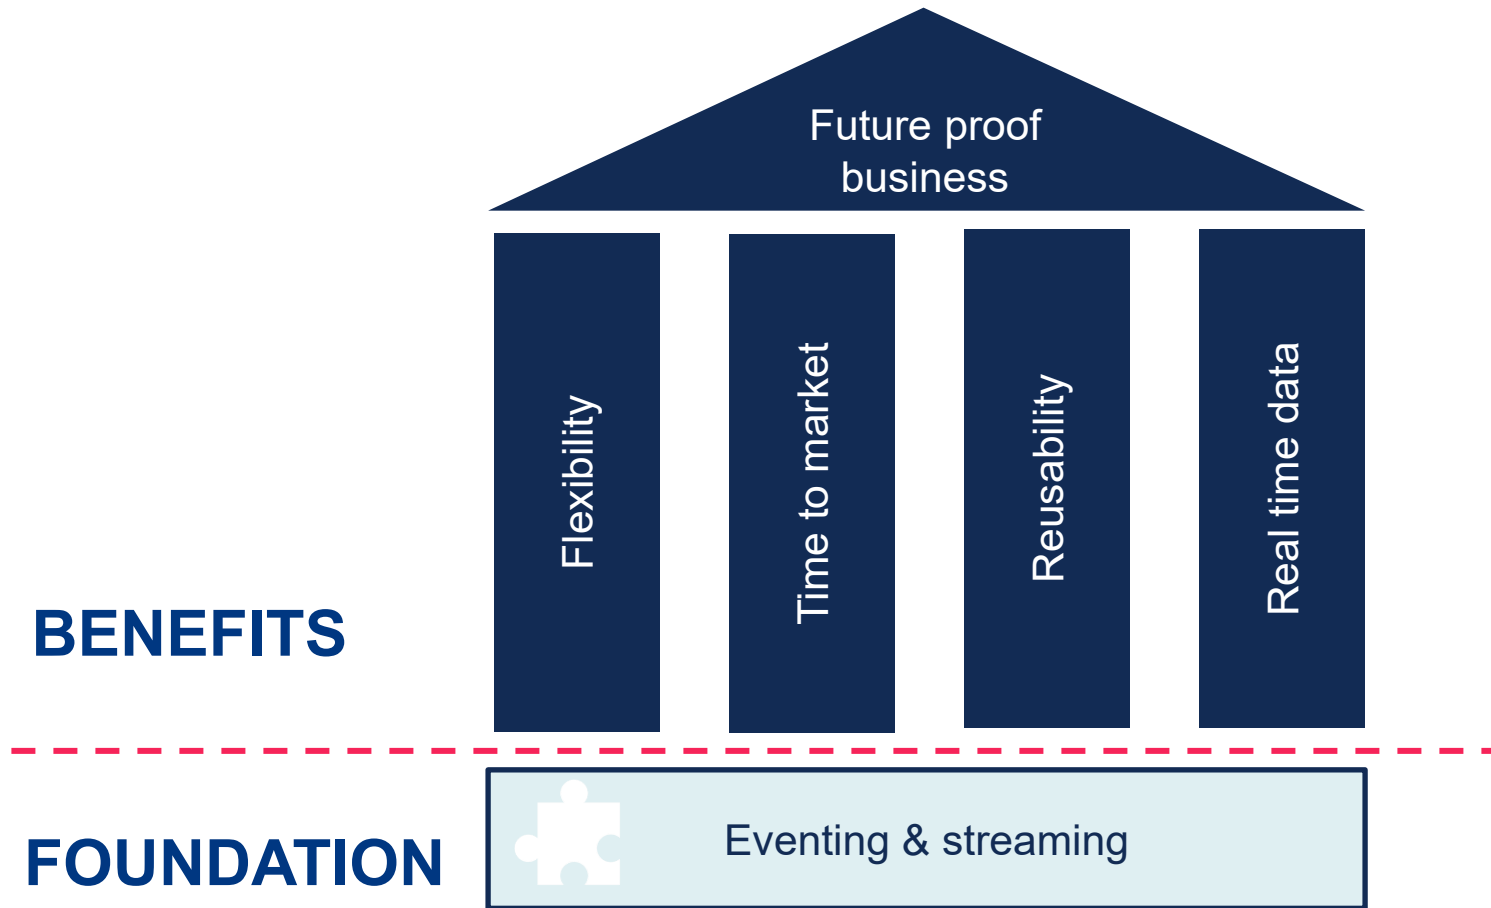 Future proof
business
Flexibility
Time to market
Reusability
Real time data
BENEFITS
FOUNDATION
Eventing & streaming